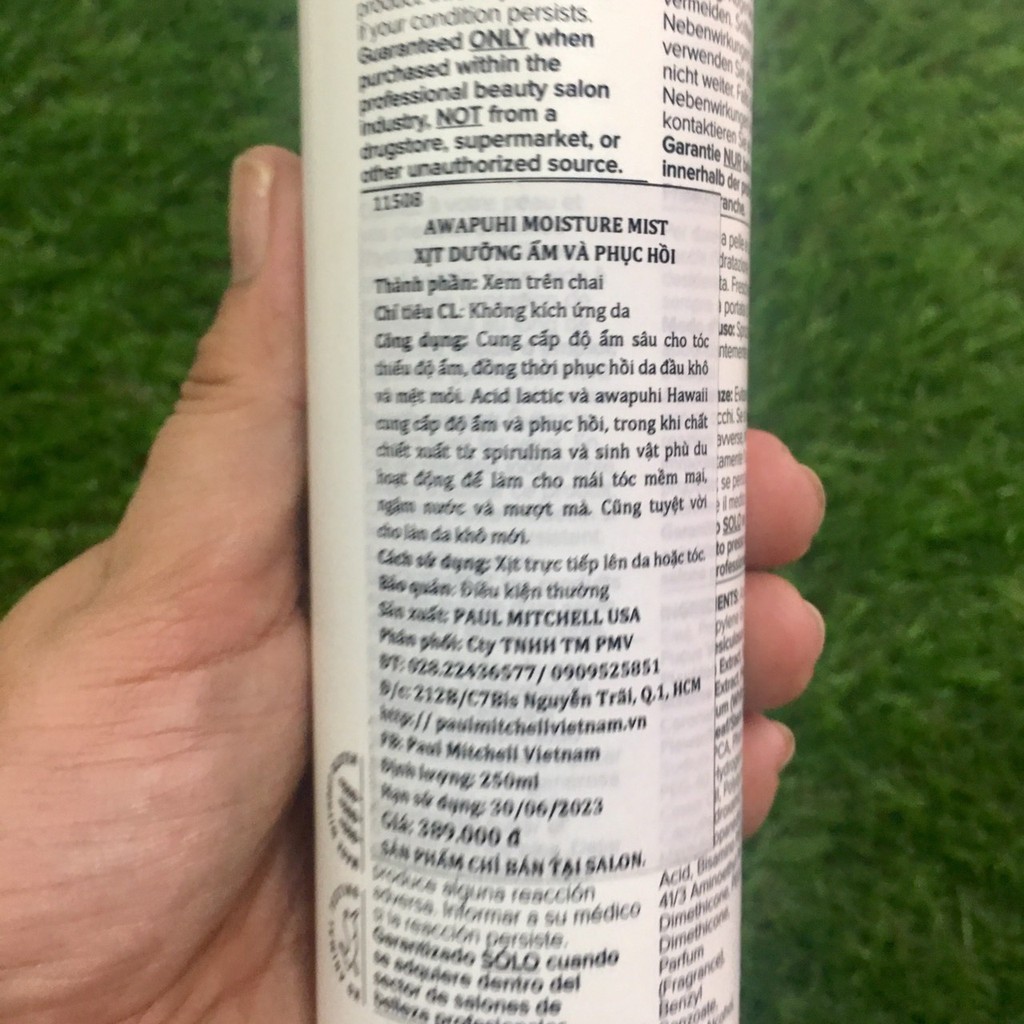 if your condition persists.
Guaranteed ONLY when
purchased within the
professional beauty salon
industry, NOT from a
drugstore, supermarket, or
other unauthorized source.
11508
AWAPUHI MOISTURE MIST
XỊT DƯỠNG ẨM VÀ PHỤC HỒI
Thành phần: Xem trên chai
Chỉ tiêu CL: Không kích ứng da
Công dụng: Cung cấp độ ẩm sâu cho tóc
thiếu độ ẩm, đồng thời phục hồi da đầu khô
và mệt mỏi. Acid lactic và awapuhi Hawaii
cung cấp độ ẩm và phục hồi, trong khi chất
chiết xuất từ spirulina và sinh vật phù du
hoạt động để làm cho mái tóc mềm mại,
ngậm nước và mượt mà. Cũng tuyệt vời
cho làn da khô mới.
Cách sử dụng: Xịt trực tiếp lên da hoặc tóc.
Bảo quản: Điều kiện thường
Sản xuất: PAUL MITCHELL USA
Phân phối: Cty TNHH TM PMV
ĐT: 028.22436577/ 0909525851
Đ/c: 212B/C7Bis Nguyễn Trãi, Q.1, HCM
http:// paulmitchellvietnam.vn
FB: Paul Mitchell Vietnam
Định lượng: 250ml
Hạn sử dụng: 30/06/2023
Giá: 389.000 đ
SẢN PHẨM CHỈ BÁN TẠI SALON.
produce alguna reacción
adversa. Informar a su médico
si la reacción persiste.
Garantizado SÓLO cuando
se adquiere dentro del
sector de salones de
belleza
vermeiden.
Nebenwirkungen
verwenden Sie
nicht weiter.
Nebenwirkungen
kontaktieren Sie
Garantie NUR
innerhalb der
Acid,
41/3
Dimethicone,
Dimethicone,
Parfum
(Fragrance),
Benzyl
Benzoate,